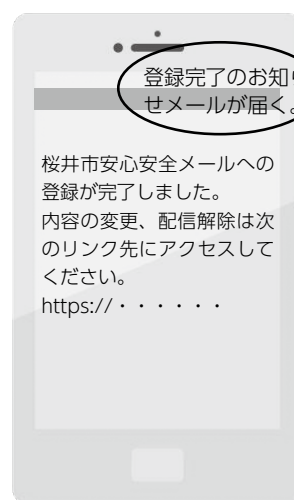 登録完了のお知ら
せメールが届く。
桜井市安心安全メールへの
登録が完了しました。
内容の変更、配信解除は次
のリンク先にアクセスして
ください。
https://・・・・・・